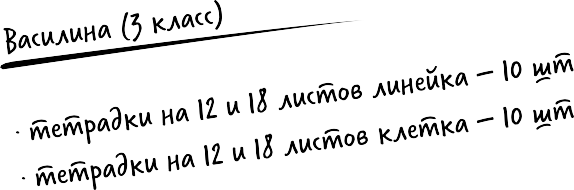 Василина (3 класс)
· тетрадки на 12 и 18 листов линейка – 10 шт
· тетрадки на 12 и 18 листов клетка – 10 шт